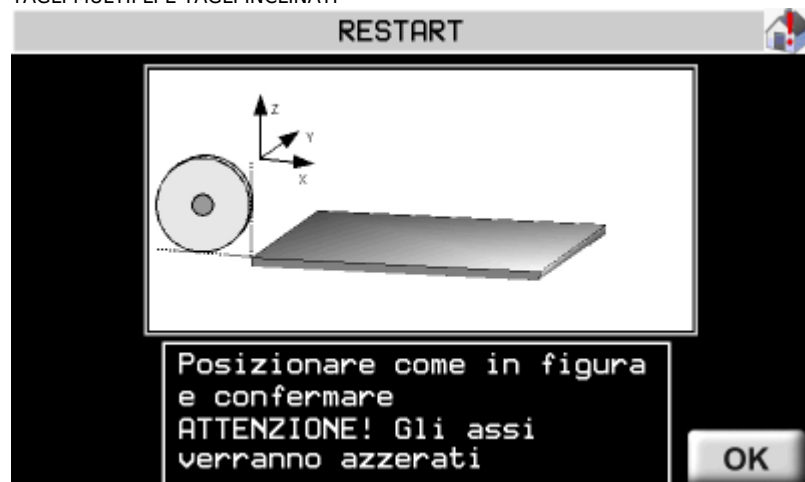 TAGLI MULTIPLI E TAGLI INCLINATI
RESTART
Z
Y
X
Posizionare come in figura
e confermare
ATTENZIONE! Gli assi
verranno azzerati
OK